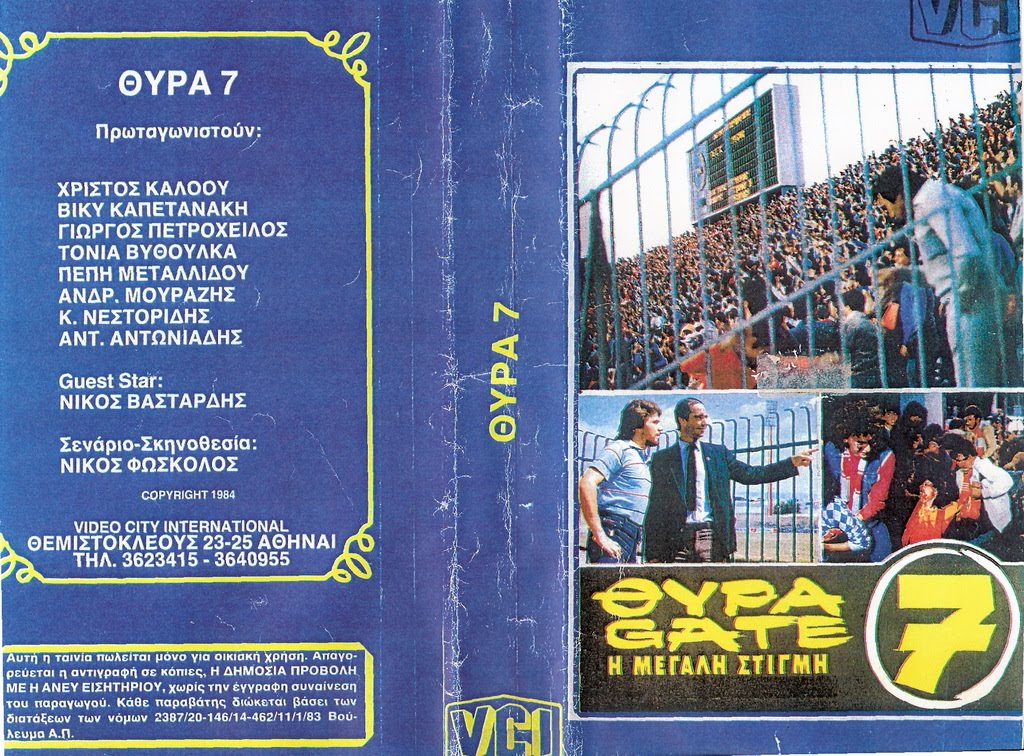 ΘΥΡΑ 7
Πρωταγωνιστούν:
ΧΡΙΣΤΟΣ ΚΑΛΟΟΥ
ΒΙΚΥ ΚΑΠΕΤΑΝΑΚΗ
ΓΙΩΡΓΟΣ ΠΕΤΡΟΧΕΙΛΟΣ
ΤΟΝΙΑ ΒΥΘΟΥΛΚΑ
ΠΕΠΗ ΜΕΤΑΛΛΙΔΟΥ
ΑΝΔΡ. ΜΟΥΡΑΖΗΣ
Κ. ΝΕΣΤΟΡΙΔΗΣ
ΑΝΤ. ΑΝΤΩΝΙΑΔΗΣ
Guest Star:
ΝΙΚΟΣ ΒΑΣΤΑΡΔΗΣ
Σενάριο-Σκηνοθεσία:
ΝΙΚΟΣ ΦΩΣΚΟΛΟΣ
COPYRIGHT 1984
VIDEO CITY INTERNATIONAL
ΘΕΜΙΣΤΟΚΛΕΟΥΣ 23-25 ΑΘΗΝΑΙ
ΤΗΛ. 3623415 - 3640955
Αυτή η ταινία πωλείται μόνο για οικιακή χρήση. Απαγο-
ρεύεται η αντιγραφή σε κόπιες, Η ΔΗΜΟΣΙΑ ΠΡΟΒΟΛΗ
ΜΕ Η ΑΝΕΥ ΕΙΣΗΤΗΡΙΟΥ, χωρίς την έγγραφη συναίνεση
του παραγωγού. Κάθε παραβάτης διώκεται βάσει των
διατάξεων των νόμων 2387/20-146/14-462/11/1/83 Βού-
λευμα Α.Π.
ΘΥΡΑ 7
VCI
VCI
ΘΥΡΑ
GATE
7
Η ΜΕΓΑΛΗ ΣΤΙΓΜΗ